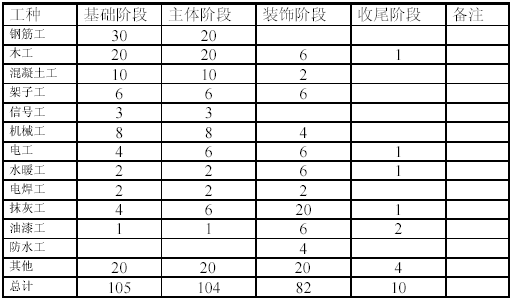 工种 基础阶段 主体阶段 装饰阶段 收尾阶段 备注
钢筋工 30 20
木工 20 20 6 1
混凝土工 10 10 2
架子工 6 6 6
信号工 3 3
机械工 8 8 4
电工 4 6 6 1
水暖工 2 2 6 1
电焊工 2 2 2
抹灰工 4 6 20 1
油漆工 1 1 6 2
防水工 4
其他 20 20 20 4
总计 105 104 82 10